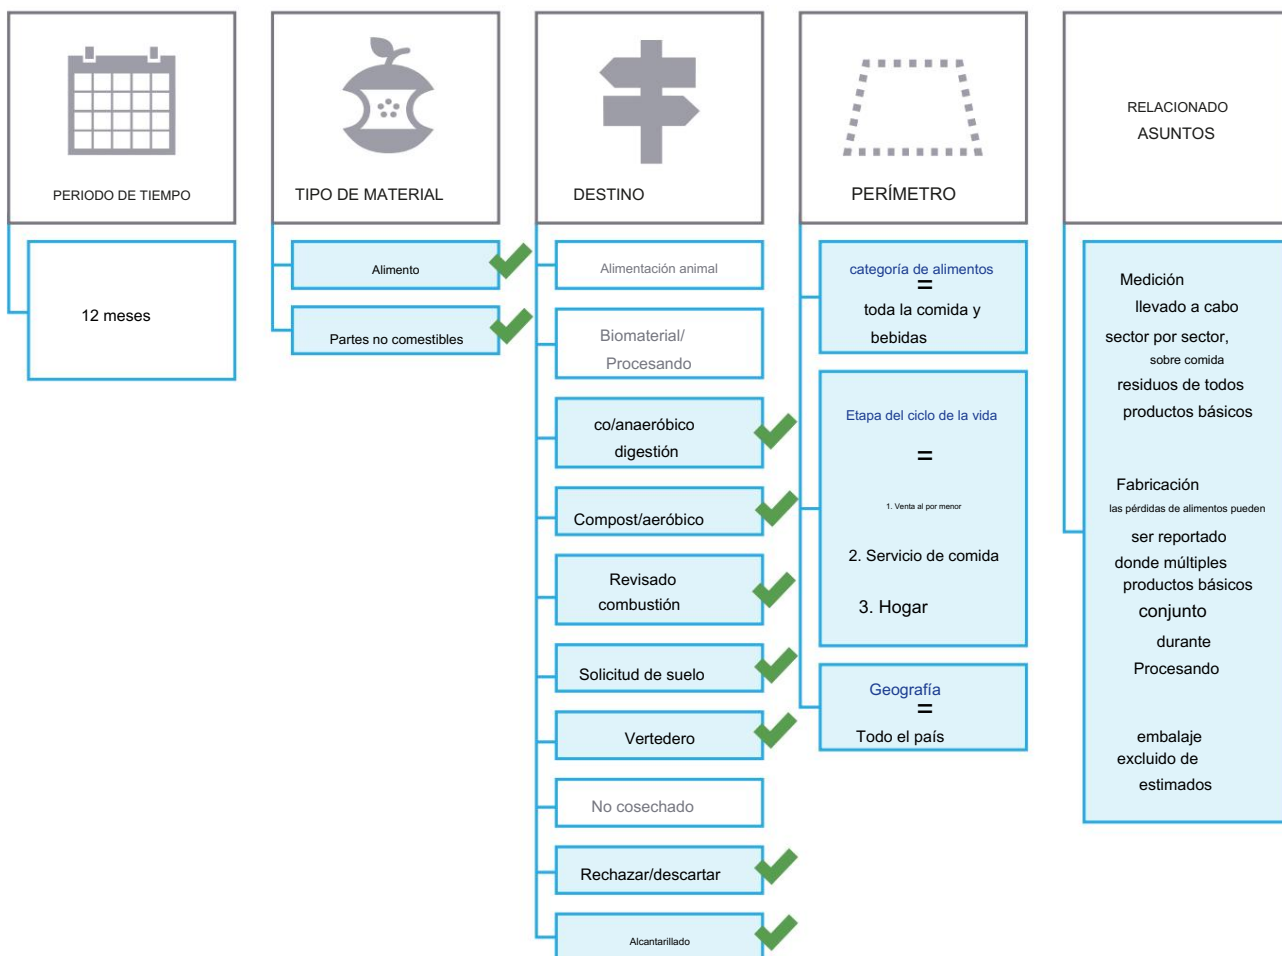 PERIODO DE TIEMPO
12 meses
TIPO DE MATERIAL
Alimento
Partes no comestibles
DESTINO
Alimentación animal
Biomaterial/
Procesando
co/anaeróbico
digestión
Compost/aeróbico
Revisado
combustión
Solicitud de suelo
Vertedero
No cosechado
Rechazar/descartar
Alcantarillado
PERÍMETRO
categoría de alimentos
=
toda la comida y
bebidas
Etapa del ciclo de la vida
=
1. Venta al por menor
2. Servicio de comida
3. Hogar
Geografía
=
Todo el país
RELACIONADO
ASUNTOS
Medición
llevado a cabo
sector por sector,
sobre comida
residuos de todos
productos básicos
Fabricación
las pérdidas de alimentos pueden
ser reportado
donde múltiples
productos básicos
conjunto
durante
Procesando
embalaje
excluido de
estimados